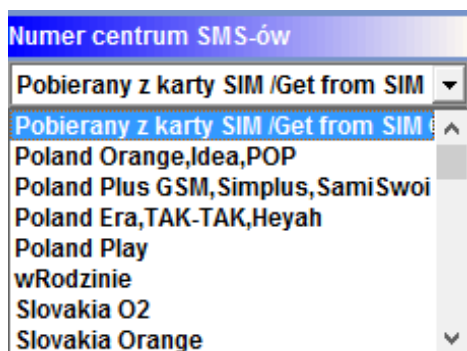 Numer centrum SMS-ów
Pobierany z karty SIM /Get from SIM
Pobierany z karty SIM /Get from SIM
Poland Orange,Idea,POP
Poland Plus GSM,Simplus,SamiSwoi
Poland Era,TAK-TAK,Heyah
Poland Play
wRodzinie
Slovakia O2
Slovakia Orange